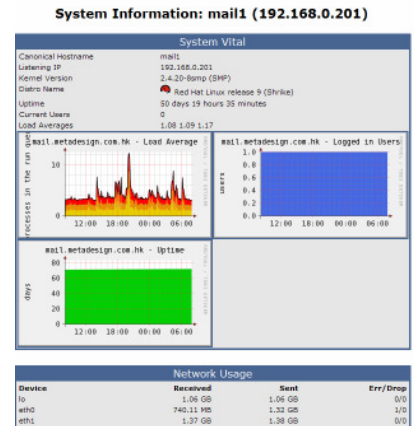 System Information: mail1 (192.168.0.201)
System Vital
Canonical Hostname mail1
Listening IP 192.168.0.201
Kernel Version 2.4.20-8smp (SMP)
Distro Name Red Hat Linux release 9 (Shrike)
Uptime 50 days 19 hours 35 minutes
Current Users 0
Load Averages 1.08 1.09 1.17
mail.metadesign.com.hk - Load Average
rocesses in the run que
10
0
12:00 18:00 00:00 06:00
mail.metadesign.com.hk - Logged in Users
users
1.0
0.8
0.6
0.4
0.2
0.0
12:00 18:00 00:00 06:00
mail.metadesign.com.hk - Uptime
days
80
60
40
20
0
12:00 18:00 00:00 06:00
Network Usage
Device Received Sent Err/Drop
lo 1.06 GB 1.06 GB 0/0
eth0 740.11 MB 1.32 GB 1/0
eth1 1.37 GB 1.38 GB 0/0